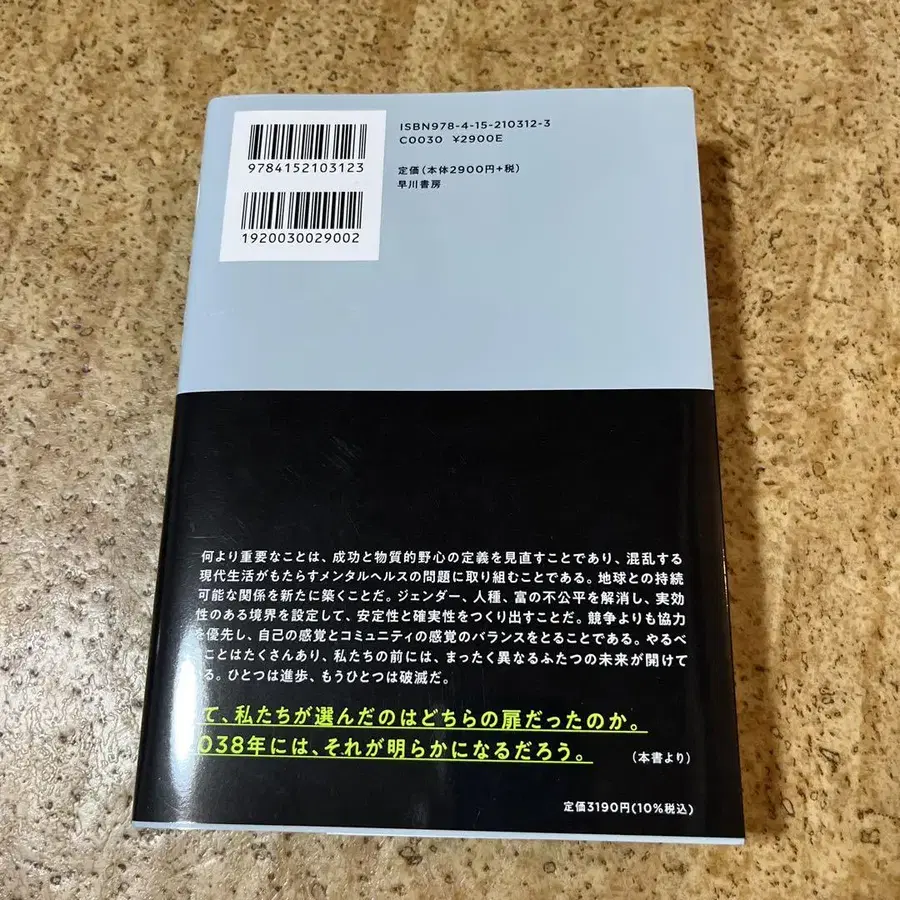 ISBN978-4-15-210312-3
C0030 ¥2900E
9784152103123
定価(本体2900円+税)
早川書房
1920030029002
何より重要なことは、成功と物質的野心の定義を見直すことであり、混乱する
現代生活がもたらすメンタルヘルスの問題に取り組むことである。地球との持続
可能な関係を新たに築くことだ。ジェンダー、人種、富の不公平を解消し、実効
性のある境界を設定して、安定性と確実性をつくり出すことだ。競争よりも協力
を優先し、自己の感覚とコミュニティの感覚のバランスをとることである。やるべ
ことはたくさんあり、私たちの前には、まったく異なるふたつの未来が開けて
る。ひとつは進歩、もうひとつは破滅だ。
て、私たちが選んだのはどちらの扉だったのか。
038年には、それが明らかになるだろう。
(本書より)
定価3190円(10%税込)